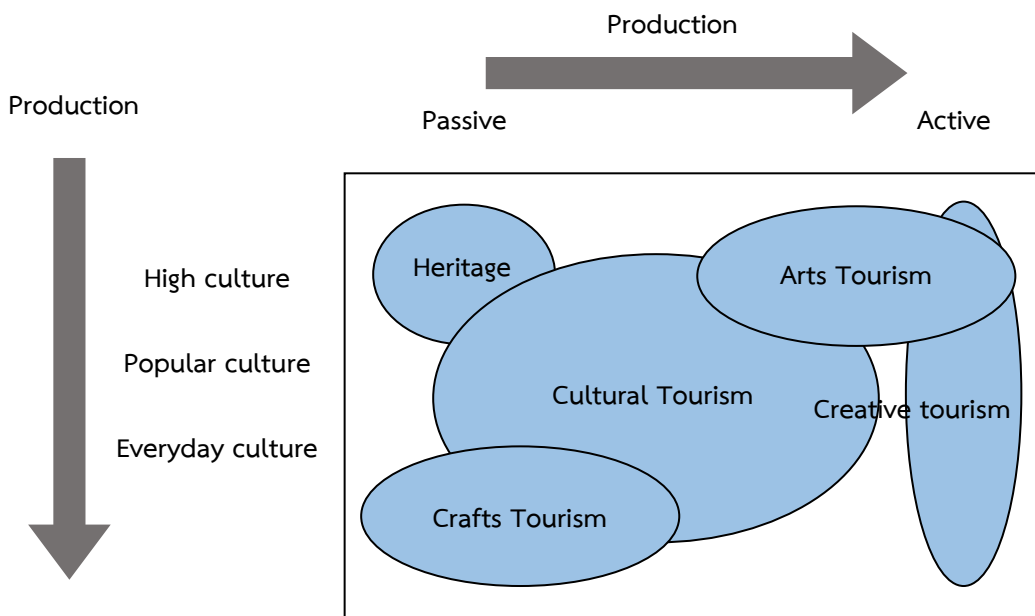 Production
Production
Passive
Active
High culture
Popular culture
Everyday culture
Heritage
Arts Tourism
Cultural Tourism
Creative tourism
Crafts Tourism